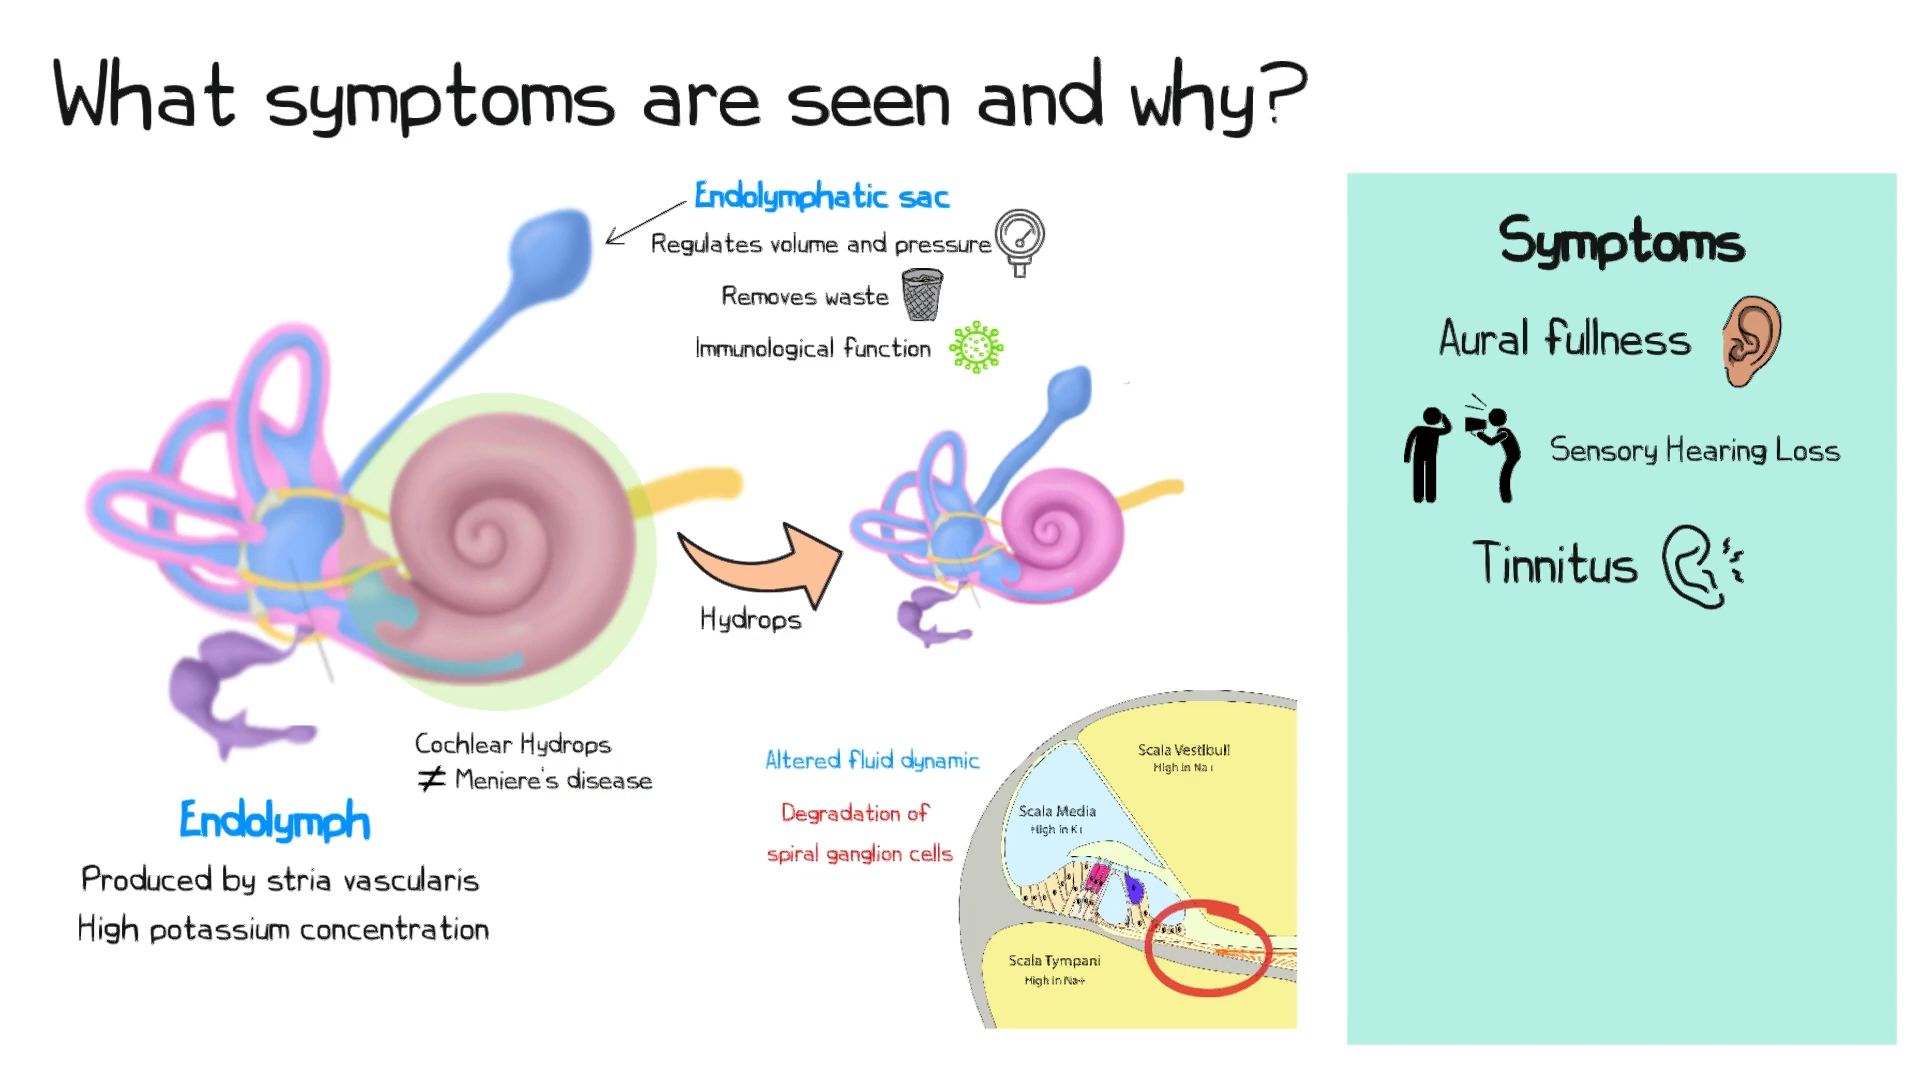 What symptoms are seen and why?
Endolymphatic sac
Regulates volume and pressure
Removes waste
Immunological function
Hydrops
Cochlear Hydrops
≠ Meniere's disease
Endolymph
Produced by stria vascularis
High potassium concentration
Altered fluid dynamic
Degradation of
spiral ganglion cells
Scala Vestibuli
High in Na+
Scala Media
High in K+
Scala Tympani
High in Na+
Symptoms
Aural fullness
Sensory Hearing Loss
Tinnitus